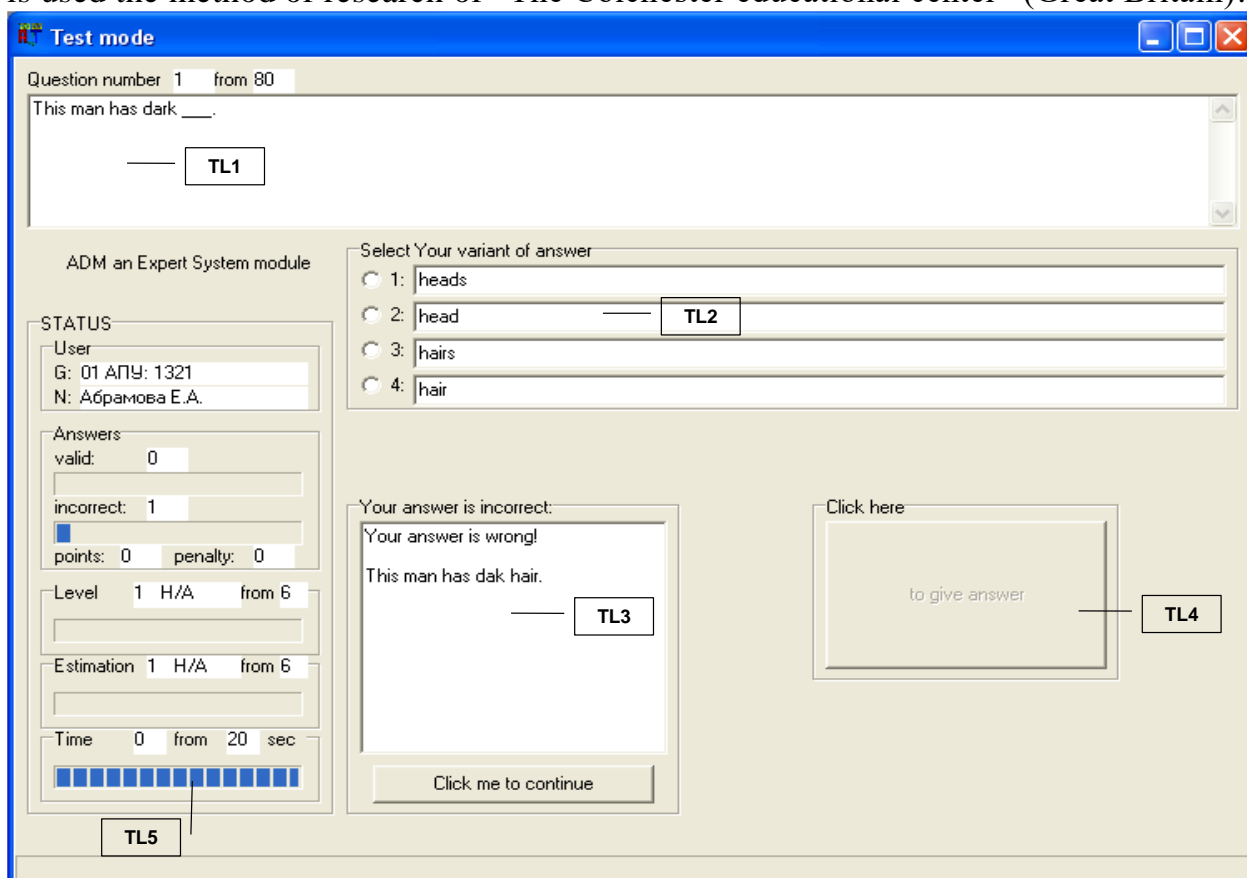 is used the method of research of "The Colchester educational center" (Great Britain).
Test mode
Question number 1 from 80
This man has dark ___.
TL1
ADM an Expert System module
Select Your variant of answer
1: heads
2: head
TL2
3: hairs
4: hair
STATUS
User
G: 01 АПУ: 1321
N: Абрамова Е.А.
Answers
valid: 0
incorrect: 1
points: 0 penalty: 0
Level 1 H/A from 6
Estimation 1 H/A from 6
Time 0 from 20 sec
TL5
Your answer is incorrect:
Your answer is wrong!
This man has dak hair.
TL3
Click me to continue
Click here
to give answer
TL4